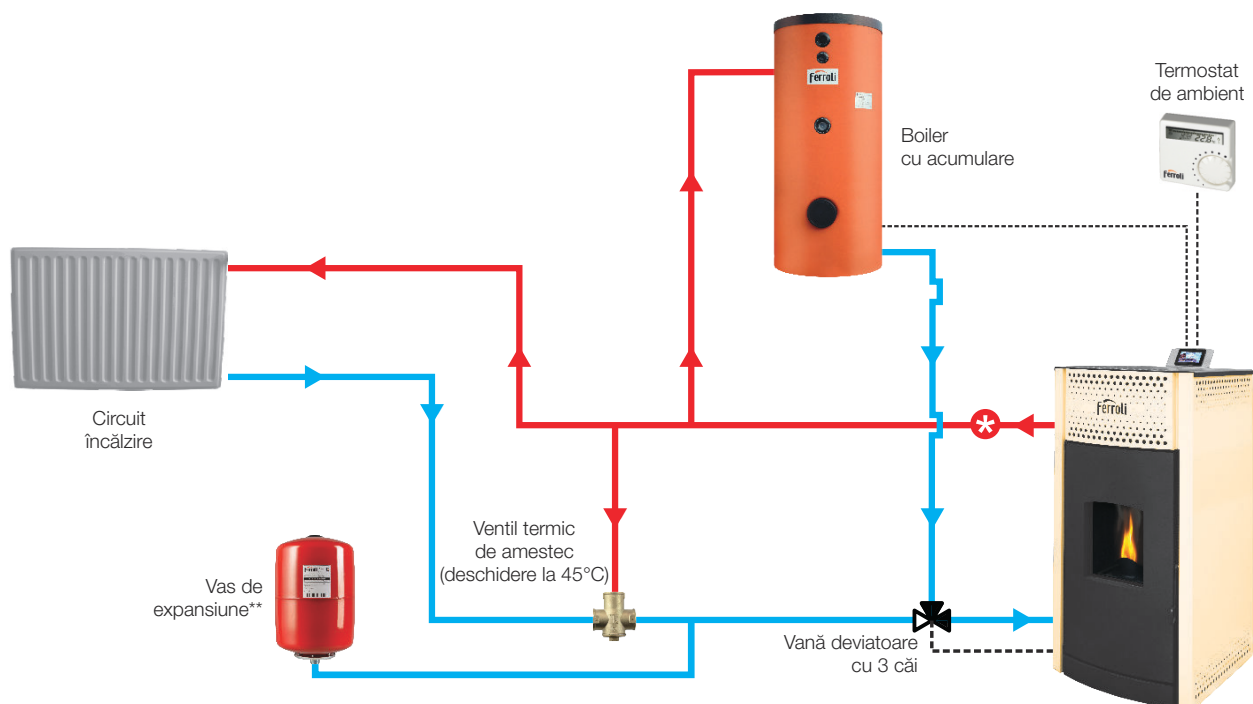 Ferroli
Termostat
de ambient
Boiler
cu acumulare
Ferroli
Ferroli
Circuit
încălzire
*
Ventil termic
de amestec
(deschidere la 45°C)
Vas de
expansiune**
Vană deviatoare
cu 3 căi